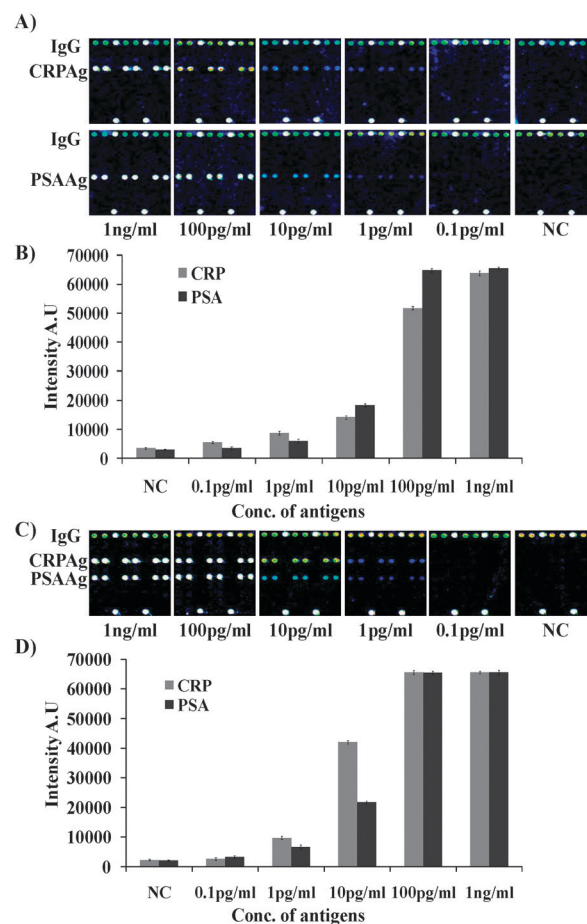 A)
IgG
CRPAg
IgG
PSAAg
1ng/ml 100pg/ml 10pg/ml 1pg/ml 0.1pg/ml NC
B)
70000
60000
50000
40000
30000
20000
10000
0
Intensity A.U
CRP
PSA
NC 0.1pg/ml 1pg/ml 10pg/ml 100pg/ml 1ng/ml
Conc. of antigens
C)
IgG
CRPAg
PSAAg
1ng/ml 100pg/ml 10pg/ml 1pg/ml 0.1pg/ml NC
D)
70000
60000
50000
40000
30000
20000
10000
0
Intensity A.U
CRP
PSA
NC 0.1pg/ml 1pg/ml 10pg/ml 100pg/ml 1ng/ml
Conc. of antigens